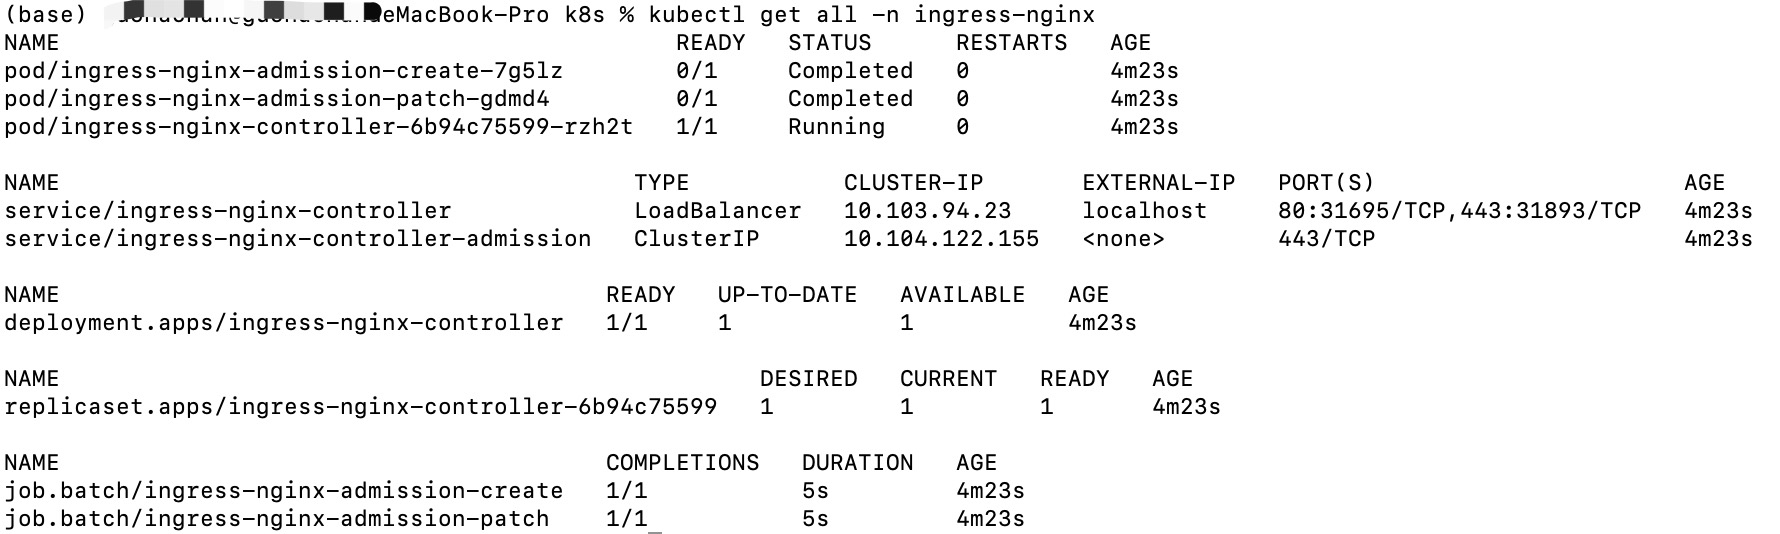 (base) eMacBook-Pro k8s % kubectl get all -n ingress-nginx
NAME READY STATUS RESTARTS AGE
pod/ingress-nginx-admission-create-7g5lz 0/1 Completed 0 4m23s
pod/ingress-nginx-admission-patch-gdmd4 0/1 Completed 0 4m23s
pod/ingress-nginx-controller-6b94c75599-rzh2t 1/1 Running 0 4m23s
NAME TYPE CLUSTER-IP EXTERNAL-IP PORT(S) AGE
service/ingress-nginx-controller LoadBalancer 10.103.94.23 localhost 80:31695/TCP,443:31893/TCP 4m23s
service/ingress-nginx-controller-admission ClusterIP 10.104.122.155 <none> 443/TCP 4m23s
NAME READY UP-TO-DATE AVAILABLE AGE
deployment.apps/ingress-nginx-controller 1/1 1 1 4m23s
NAME DESIRED CURRENT READY AGE
replicaset.apps/ingress-nginx-controller-6b94c75599 1 1 1 4m23s
NAME COMPLETIONS DURATION AGE
job.batch/ingress-nginx-admission-create 1/1 5s 4m23s
job.batch/ingress-nginx-admission-patch 1/1 5s 4m23s